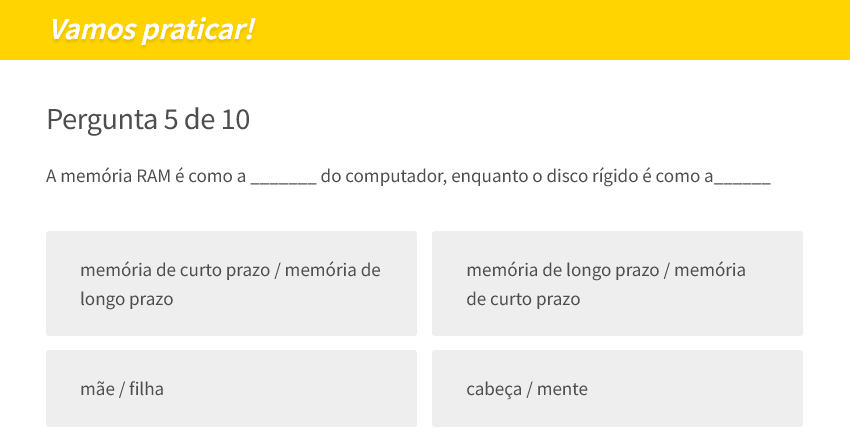 Vamos praticar!
Pergunta 5 de 10
A memória RAM é como a _______ do computador, enquanto o disco rígido é como a______
memória de curto prazo / memória de
longo prazo
memória de longo prazo / memória
de curto prazo
mãe / filha
cabeça / mente